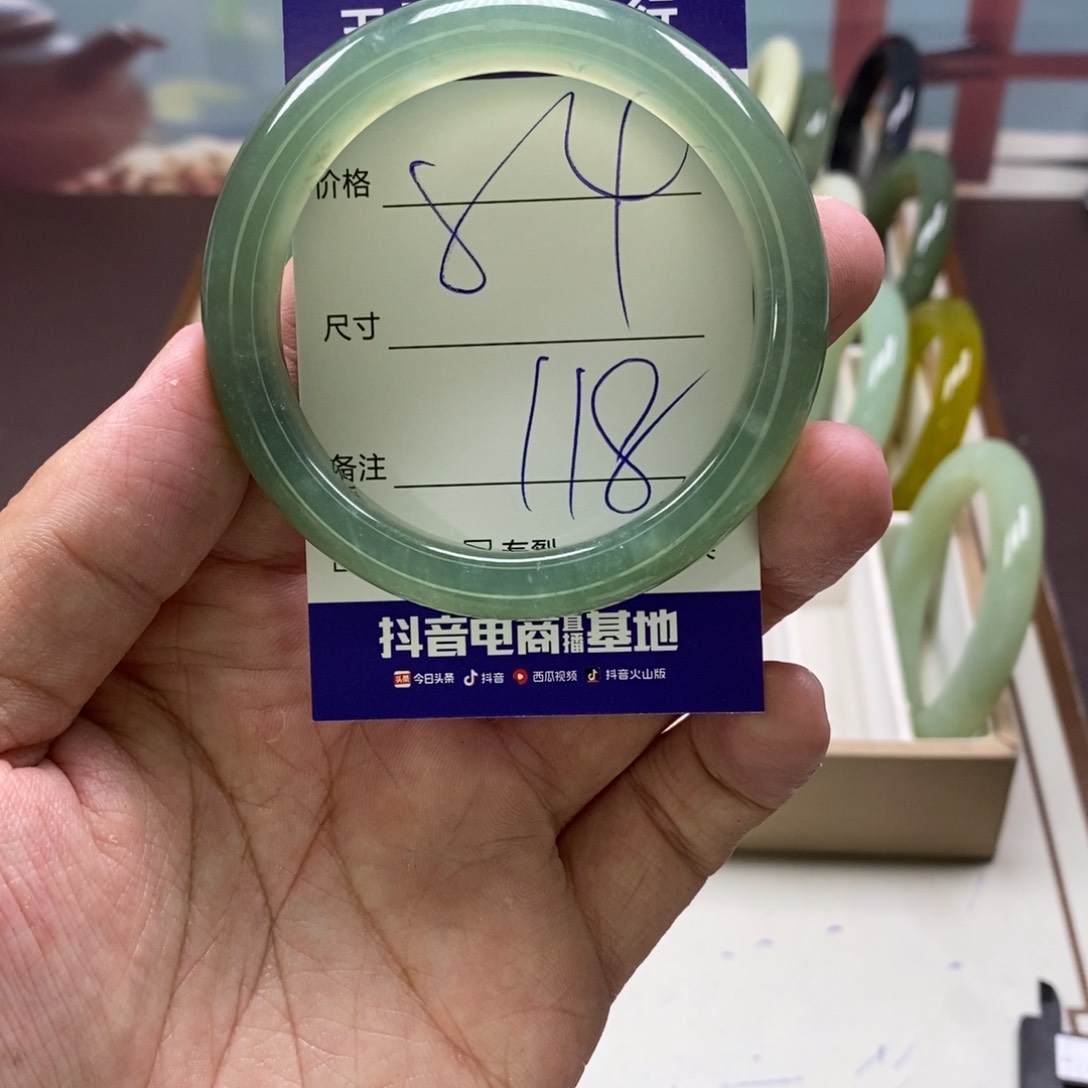 价格 84
尺寸
118
备注
抖音电商直播基地
今日头条 抖音 西瓜视频 抖音火山版